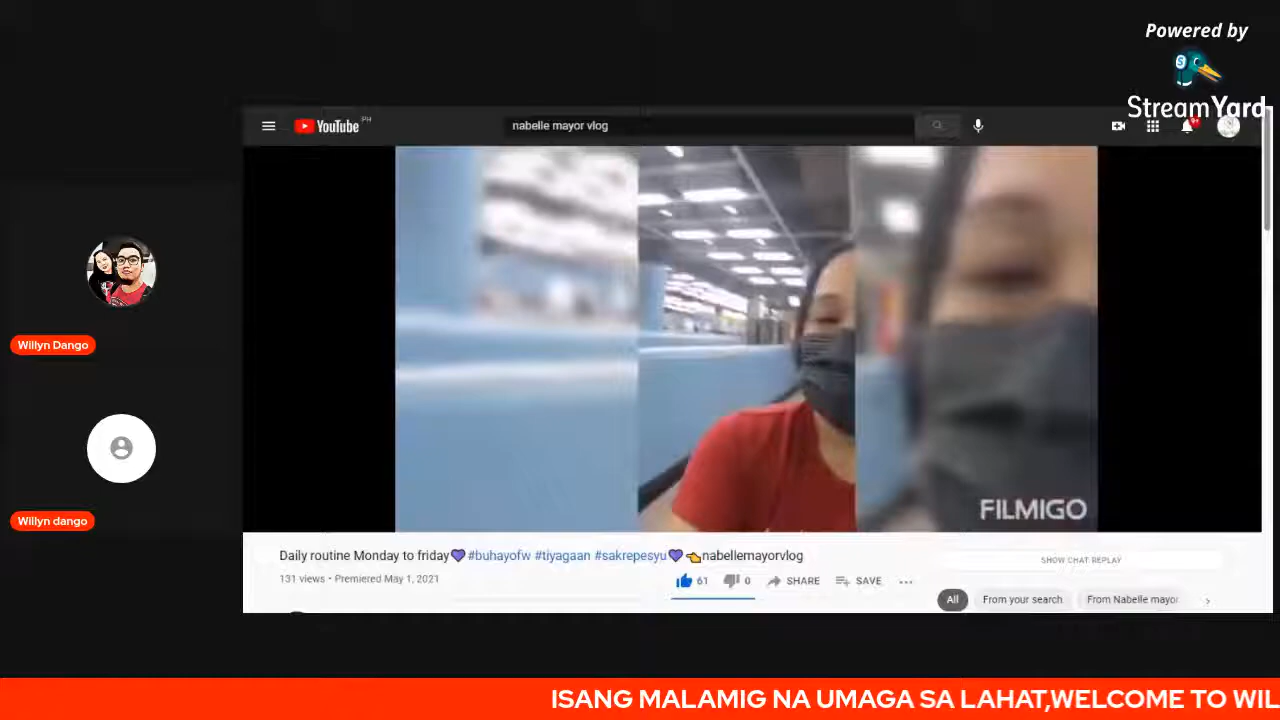 Powered by
StreamYard
YouTube PH
nabelle mayor vlog
9+
Willyn Dango
Willyn dango
FILMIGO
Daily routine Monday to friday💜#buhayofw #tiyagaan #sakrepesyu💜👈nabellemayorvlog
131 views • Premiered May 1, 2021
61
0
SHARE
SAVE
SHOW CHAT REPLAY
All
From your search
From Nabelle mayor
ISANG MALAMIG NA UMAGA SA LAHAT,WELCOME TO WIL